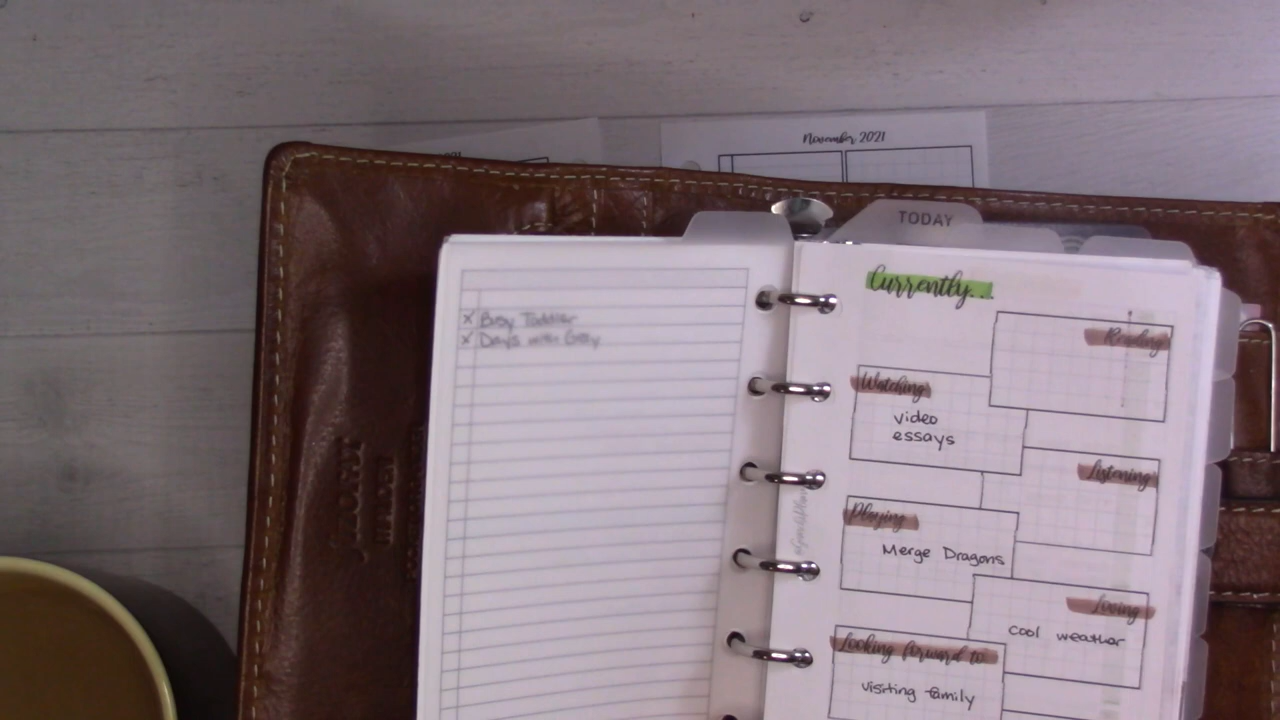 November 2021
TODAY
x Busy Toddler
x Days with Grey
Currently...
Reading
Watching
video
essays
Listening
Playing
Merge Dragons
Loving
cool weather
Looking forward to
visiting family